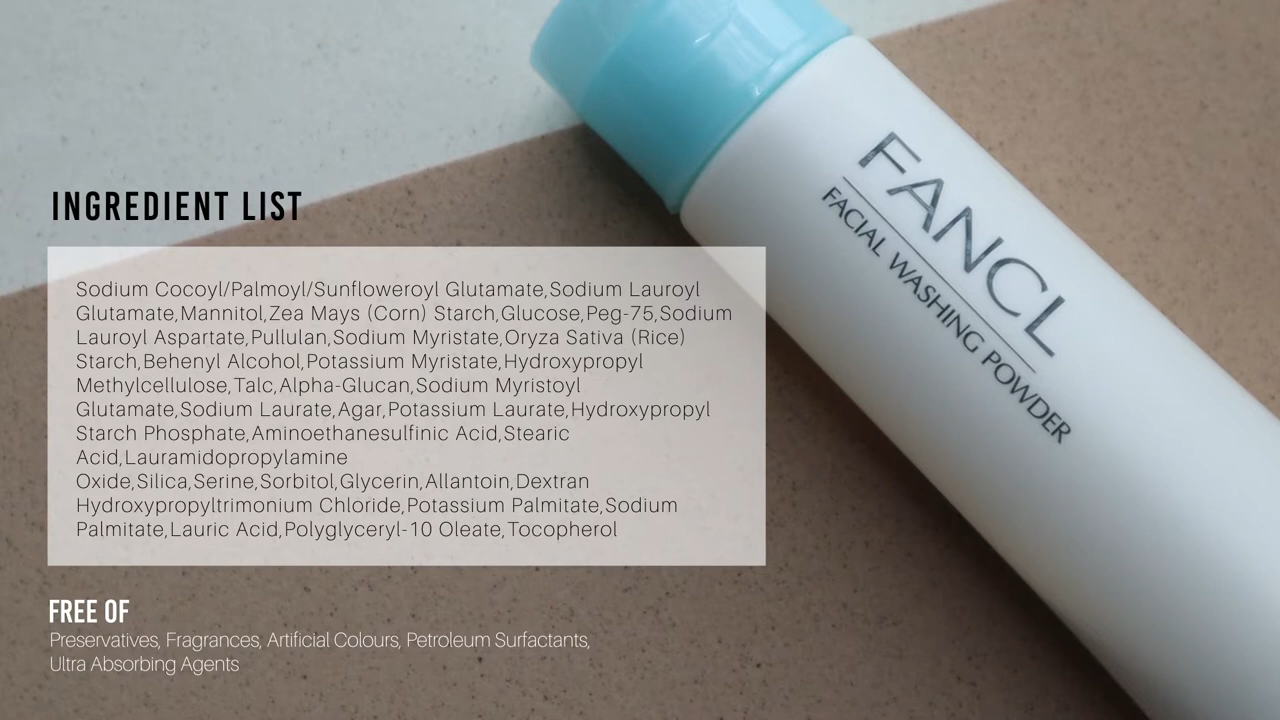 INGREDIENT LIST
Sodium Cocoyl/Palmoyl/Sunfloweroyl Glutamate,Sodium Lauroyl
Glutamate,Mannitol,Zea Mays (Corn) Starch,Glucose,Peg-75,Sodium
Lauroyl Aspartate,Pullulan,Sodium Myristate,Oryza Sativa (Rice)
Starch,Behenyl Alcohol,Potassium Myristate,Hydroxypropyl
Methylcellulose,Talc,Alpha-Glucan,Sodium Myristoyl
Glutamate,Sodium Laurate,Agar,Potassium Laurate,Hydroxypropyl
Starch Phosphate,Aminoethanesulfinic Acid,Stearic
Acid,Lauramidopropylamine
Oxide,Silica,Serine,Sorbitol,Glycerin,Allantoin,Dextran
Hydroxypropyltrimonium Chloride,Potassium Palmitate,Sodium
Palmitate,Lauric Acid,Polyglyceryl-10 Oleate,Tocopherol
FREE OF
Preservatives, Fragrances, Artificial Colours, Petroleum Surfactants,
Ultra Absorbing Agents
FANCL
FACIAL WASHING POWDER